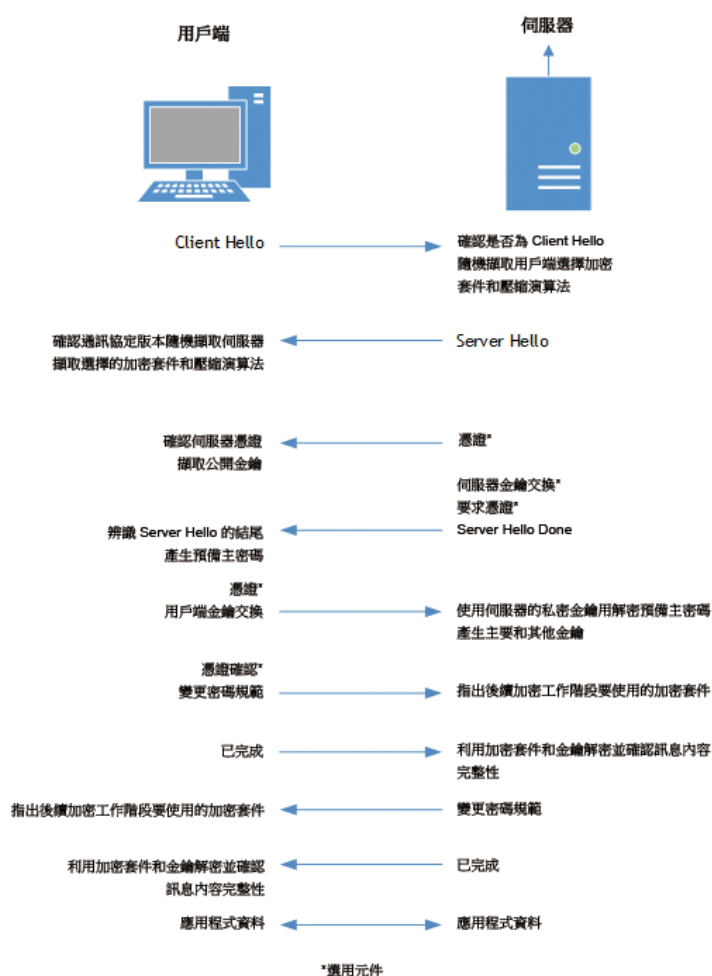 用戶端
伺服器
Client Hello
確認是否為 Client Hello
隨機擷取用戶端選擇加密
套件和壓縮演算法
確認通訊協定版本隨機擷取伺服器
擷取選擇的加密套件和壓縮演算法
Server Hello
確認伺服器憑證
擷取公開金鑰
憑證*
伺服器金鑰交換*
要求憑證*
Server Hello Done
辨識 Server Hello 的結尾
產生預備主密碼
憑證*
用戶端金鑰交換
使用伺服器的私密金鑰用解密預備主密碼
產生主要和其他金鑰
憑證確認*
變更密碼規範
指出後續加密工作階段要使用的加密套件
已完成
利用加密套件和金鑰解密並確認訊息內容
完整性
指出後續加密工作階段要使用的加密套件
變更密碼規範
利用加密套件和金鑰解密並確認
訊息內容完整性
已完成
應用程式資料
應用程式資料
*選用元件